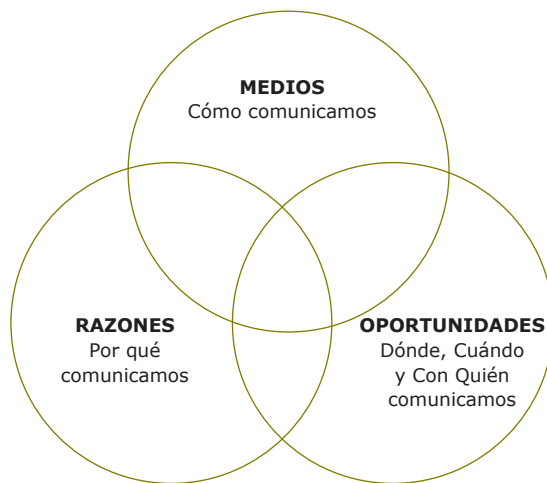 MEDIOS
Cómo comunicamos
RAZONES
Por qué
comunicamos
OPORTUNIDADES
Dónde, Cuándo
y Con Quién
comunicamos